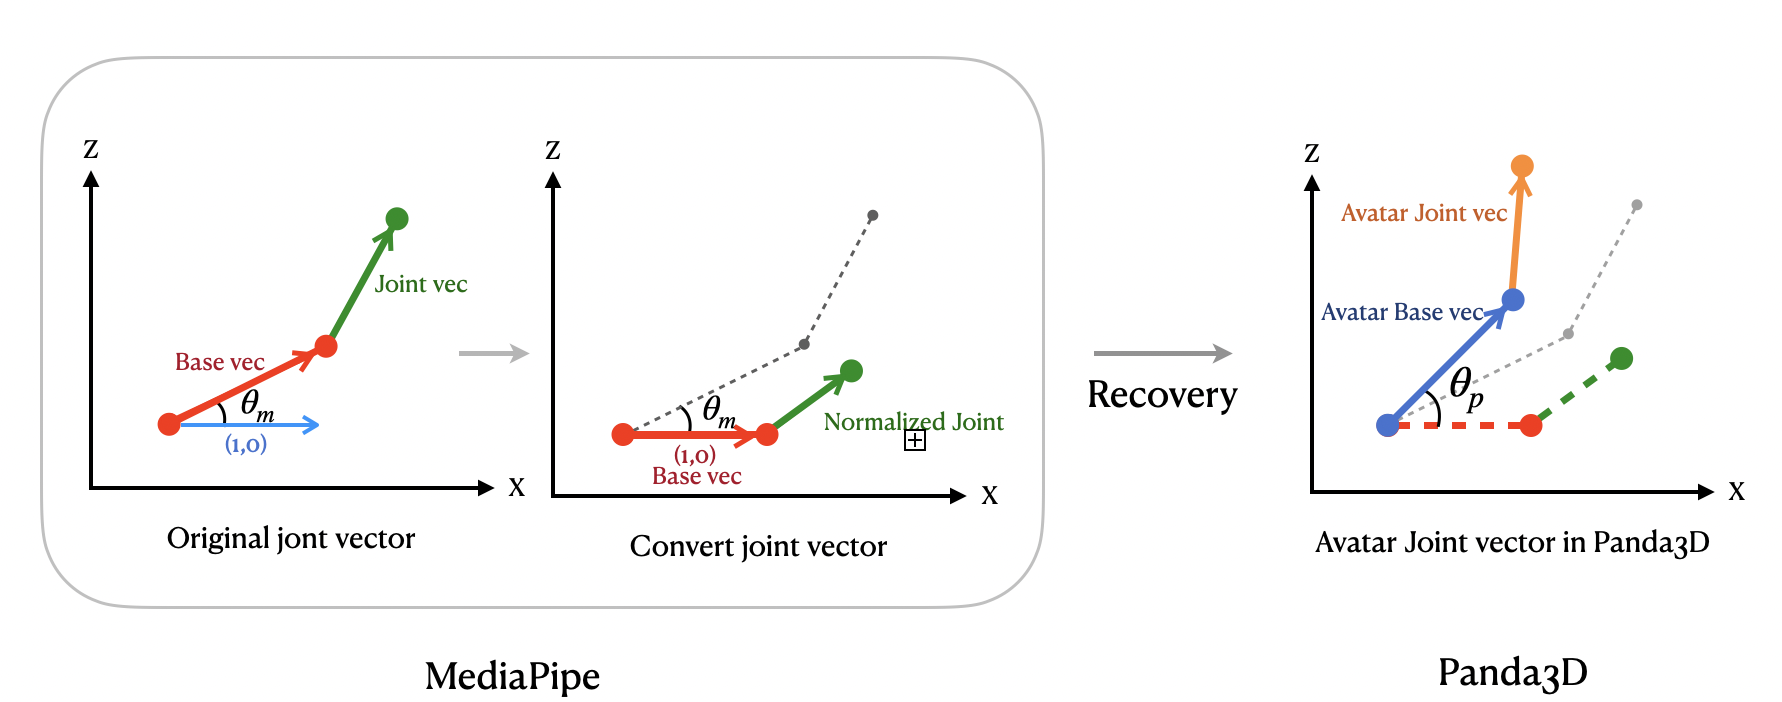 Z
Joint vec
Base vec
θm
(1,0)
X
Original jont vector
Z
θm
Normalized Joint
(1,0)
Base vec
X
Convert joint vector
MediaPipe
Recovery
Z
Avatar Joint vec
Avatar Base vec
θp
X
Avatar Joint vector in Panda3D
Panda3D